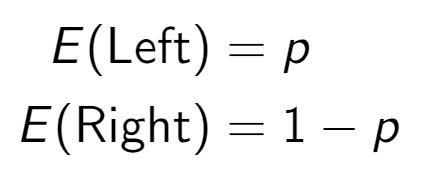 E(Left) = p
E(Right) = 1 − p